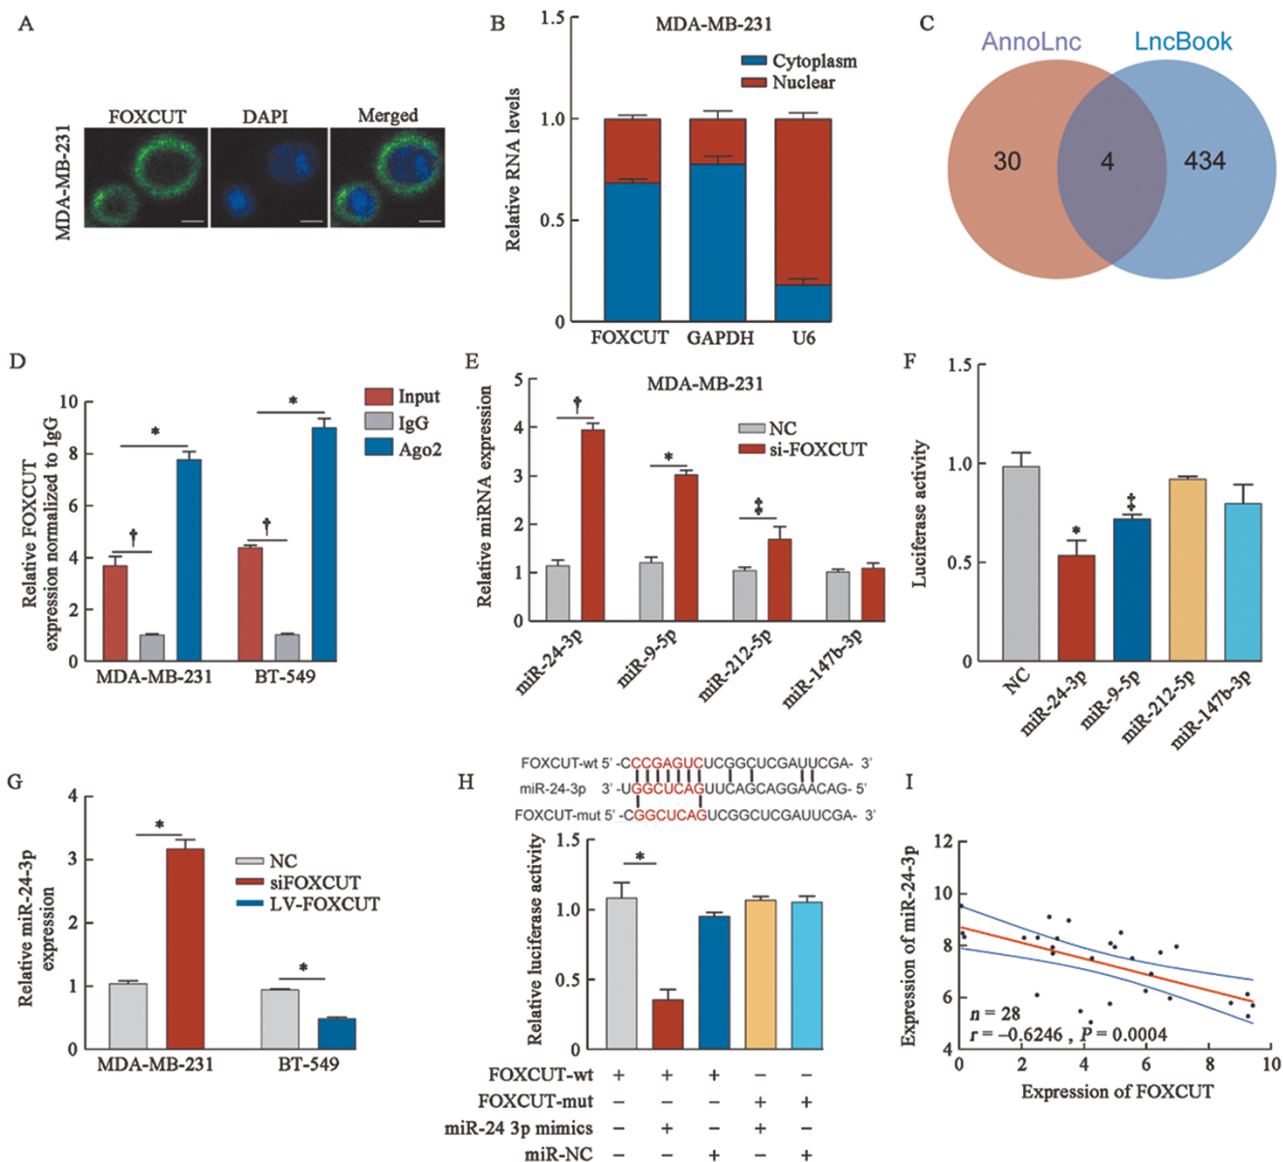 A
FOXCUT DAPI Merged
MDA-MB-231
B
MDA-MB-231
Cytoplasm
Nuclear
Relative RNA levels
1.5
1.0
0.5
0
FOXCUT GAPDH U6
C
AnnoLnc LncBook
30 4 434
D
Input
IgG
Ago2
Relative FOXCUT
expression normalized to IgG
10
8
6
4
2
0
* *
† †
MDA-MB-231 BT-549
E
MDA-MB-231
NC
si-FOXCUT
Relative miRNA expression
5
4
3
2
1
0
† * ‡
miR-24-3p miR-9-5p miR-212-5p miR-147b-3p
F
Luciferase activity
1.5
1.0
0.5
0
* ‡
NC miR-24-3p miR-9-5p miR-212-5p miR-147b-3p
G
NC
siFOXCUT
LV-FOXCUT
Relative miR-24-3p
expression
4
3
2
1
0
* *
MDA-MB-231 BT-549
H
FOXCUT-wt 5' -CCCGAGUCUCGGCUCGAUUCGA- 3'
miR-24-3p 3' -UGGCUCAGUUCAGCAGGAACAG- 5'
FOXCUT-mut 5' -CGGCUCAGUCGGCUCGAUUCGA- 3'
Relative luciferase activity
1.5
1.0
0.5
0
*
FOXCUT-wt + + + – –
FOXCUT-mut – – – + +
miR-24 3p mimics – + – + –
miR-NC – – + – +
I
Expression of miR-24-3p
12
10
8
6
4
n = 28
r = –0.6246 , P = 0.0004
0 2 4 6 8 10
Expression of FOXCUT